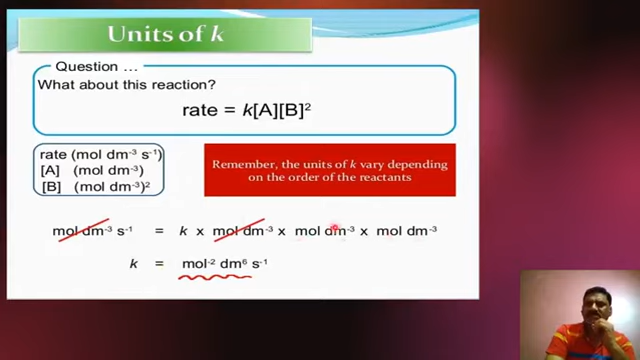 Units of k
Question ...
What about this reaction?
rate = k[A][B]²
rate (mol dm⁻³ s⁻¹)
[A] (mol dm⁻³)
[B] (mol dm⁻³)²
Remember, the units of k vary depending
on the order of the reactants
mol dm⁻³ s⁻¹ = k x mol dm⁻³ x mol dm⁻³ x mol dm⁻³
k = mol⁻² dm⁶ s⁻¹